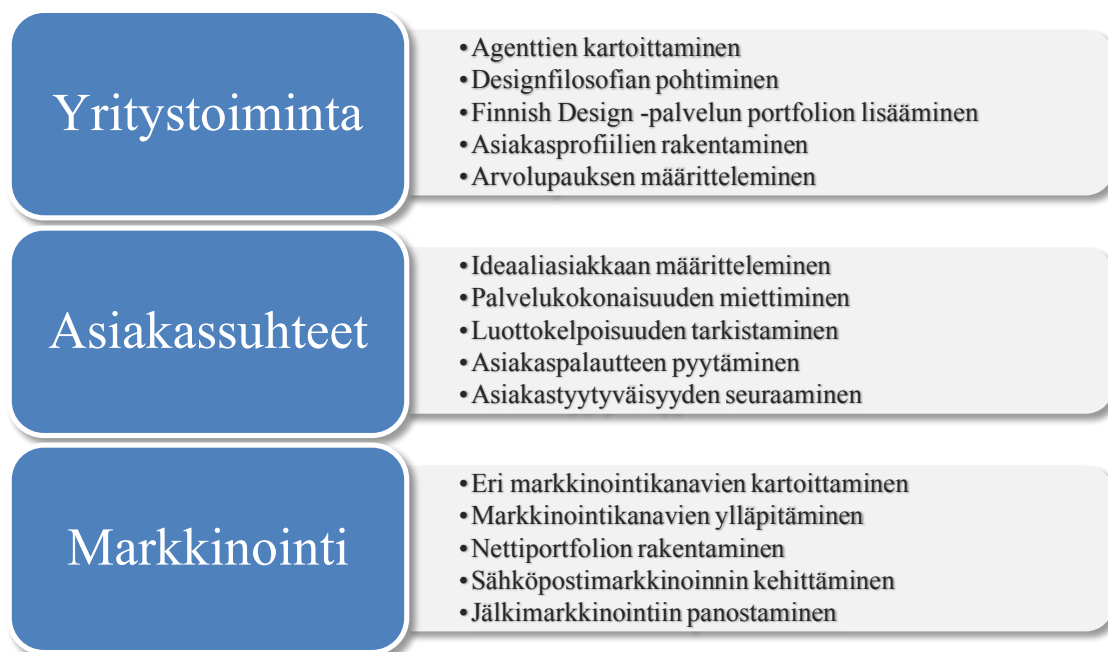 Yritystoiminta
•Agenttien kartoittaminen
•Designfilosofian pohtiminen
•Finnish Design -palvelun portfolion lisääminen
•Asiakasprofiilien rakentaminen
•Arvolupauksen määritteleminen
Asiakassuhteet
•Ideaaliasiakkaan määritteleminen
•Palvelukokonaisuuden miettiminen
•Luottokelpoisuuden tarkistaminen
•Asiakaspalautteen pyytäminen
•Asiakastyytyväisyyden seuraaminen
Markkinointi
•Eri markkinointikanavien kartoittaminen
•Markkinointikanavien ylläpitäminen
•Nettiportfolion rakentaminen
•Sähköpostimarkkinoinnin kehittäminen
•Jälkimarkkinointiin panostaminen